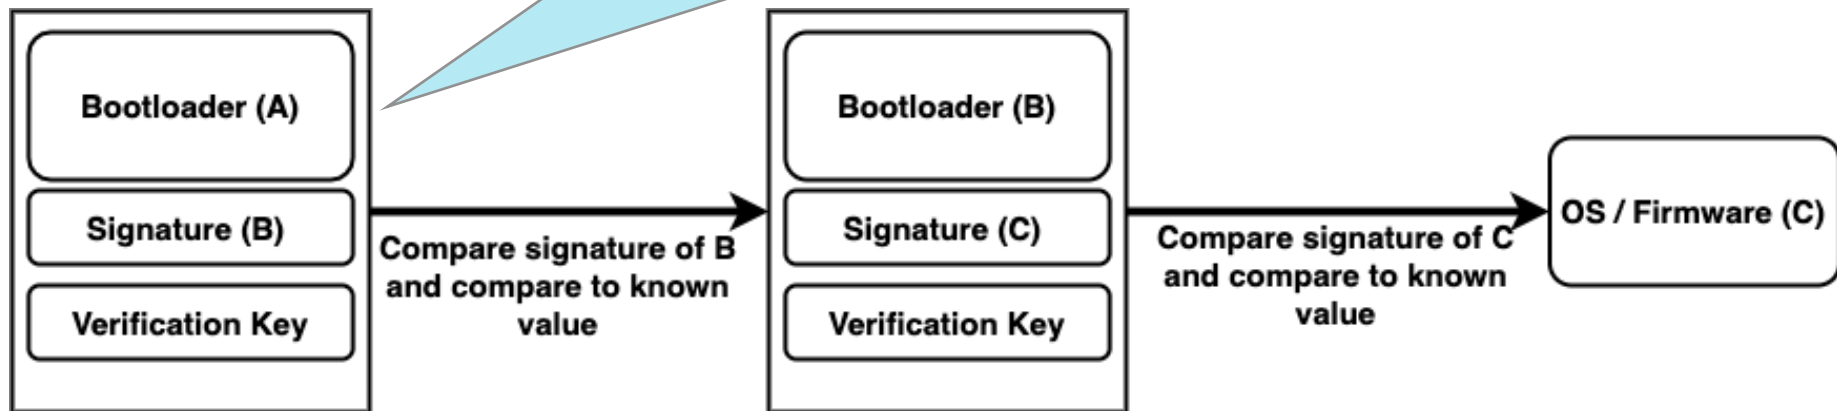 Bootloader (A)
Signature (B)
Verification Key
Compare signature of B
and compare to known
value
Bootloader (B)
Signature (C)
Verification Key
Compare signature of C
and compare to known
value
OS / Firmware (C)